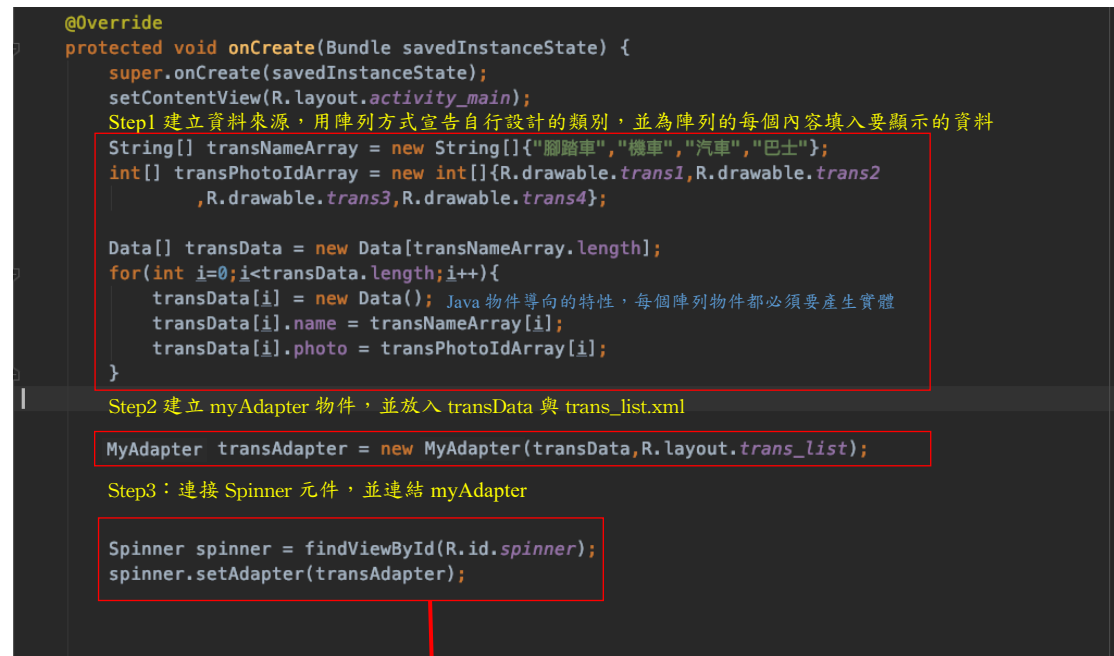 @Override
protected void onCreate(Bundle savedInstanceState) {
super.onCreate(savedInstanceState);
setContentView(R.layout.activity_main);
Step1 建立資料來源，用陣列方式宣告自行設計的類別，並為陣列的每個內容填入要顯示的資料
String[] transNameArray = new String[]{"腳踏車","機車","汽車","巴士"};
int[] transPhotoIdArray = new int[]{R.drawable.trans1,R.drawable.trans2
,R.drawable.trans3,R.drawable.trans4};
Data[] transData = new Data[transNameArray.length];
for(int i=0;i<transData.length;i++){
transData[i] = new Data(); Java 物件導向的特性，每個陣列物件都必須要產生實體
transData[i].name = transNameArray[i];
transData[i].photo = transPhotoIdArray[i];
}
Step2 建立 myAdapter 物件，並放入 transData 與 trans_list.xml
MyAdapter transAdapter = new MyAdapter(transData,R.layout.trans_list);
Step3：連接 Spinner 元件，並連結 myAdapter
Spinner spinner = findViewById(R.id.spinner);
spinner.setAdapter(transAdapter);